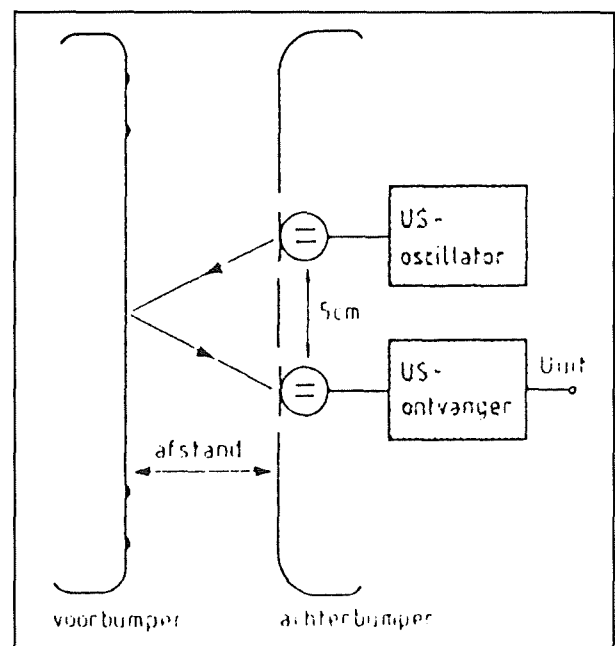 US-
oscillator
5cm
US-
ontvanger
Uuit
afstand
voorbumper
achterbumper